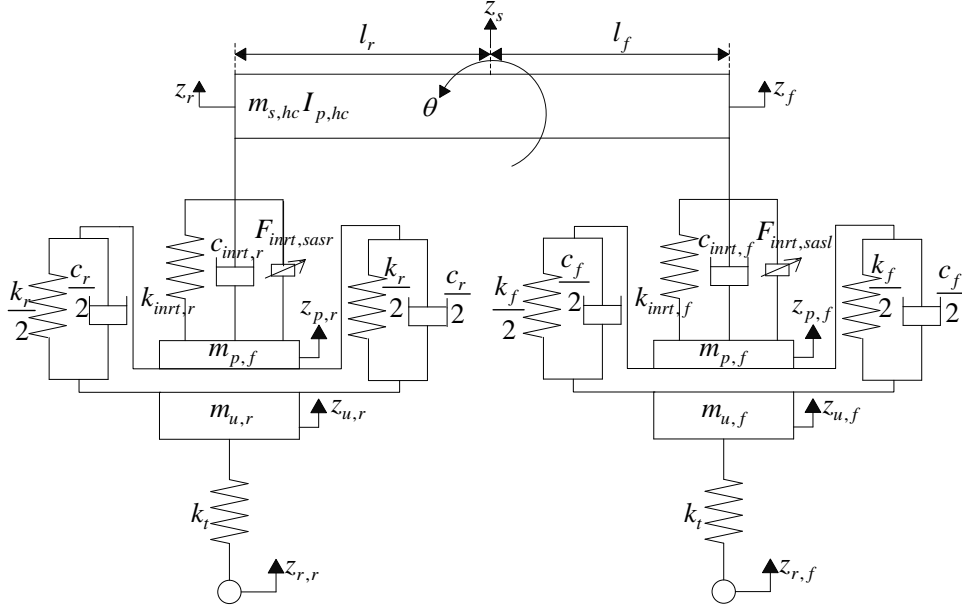 z_s
l_r
l_f
z_r
m_{s,hc} I_{p,hc}
θ
z_f
F_{inrt,sasr}
c_{inrt,r}
k_r/2
c_r/2
k_{inrt,r}
k_r/2
c_r/2
z_{p,r}
m_{p,f}
m_{u,r}
z_{u,r}
k_t
z_{r,r}
F_{inrt,sasl}
c_{inrt,f}
k_f/2
c_f/2
k_{inrt,f}
k_f/2
c_f/2
z_{p,f}
m_{p,f}
m_{u,f}
z_{u,f}
k_t
z_{r,f}